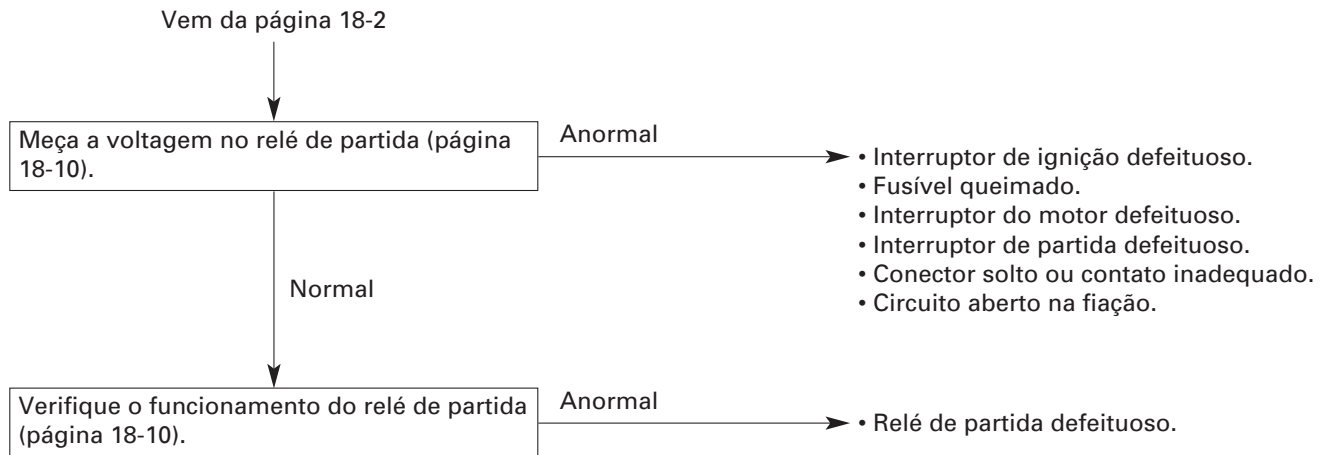 Vem da página 18-2
Meça a voltagem no relé de partida (página
18-10).
Anormal
• Interruptor de ignição defeituoso.
• Fusível queimado.
• Interruptor do motor defeituoso.
• Interruptor de partida defeituoso.
• Conector solto ou contato inadequado.
• Circuito aberto na fiação.
Normal
Verifique o funcionamento do relé de partida
(página 18-10).
Anormal
• Relé de partida defeituoso.